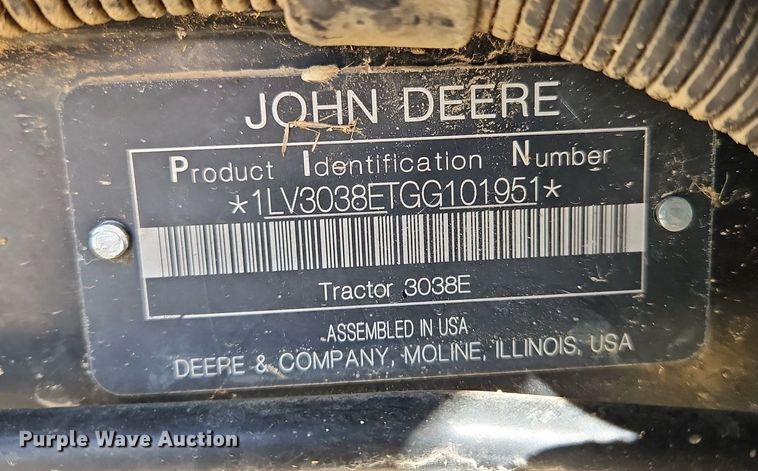 JOHN DEERE
Product Identification Number
*1LV3038ETGG101951*
Tractor 3038E
ASSEMBLED IN USA
DEERE & COMPANY, MOLINE, ILLINOIS, USA
Purple Wave Auction